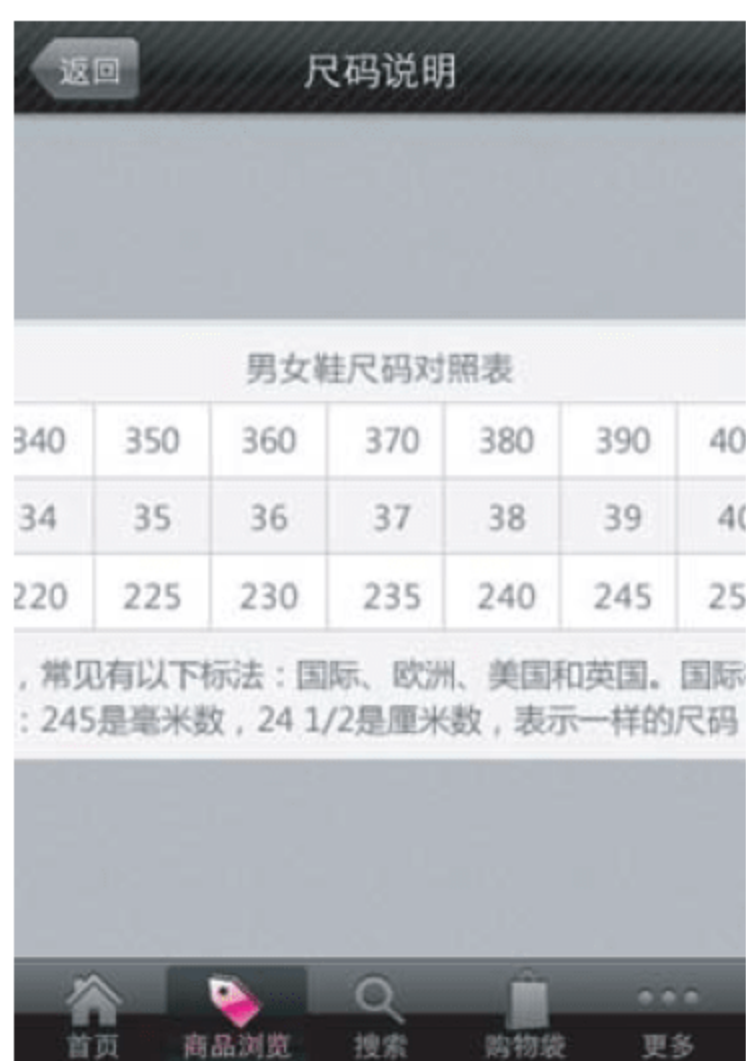 返回 尺码说明
男女鞋尺码对照表
340 350 360 370 380 390 40
34 35 36 37 38 39 40
220 225 230 235 240 245 25
，常见有以下标法：国际、欧洲、美国和英国。国际
：245是毫米数，24 1/2是厘米数，表示一样的尺码
首页 商品浏览 搜索 购物袋 更多